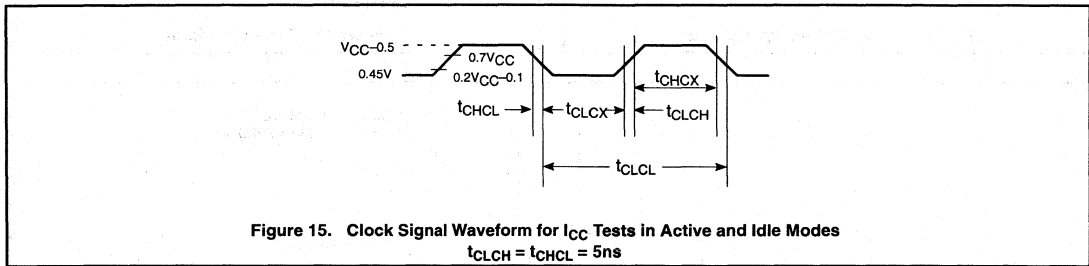 VCC–0.5
0.7VCC
0.45V
0.2VCC–0.1
tCHCX
tCHCL
tCLCX
tCLCH
tCLCL
Figure 15. Clock Signal Waveform for ICC Tests in Active and Idle Modes
tCLCH = tCHCL = 5ns